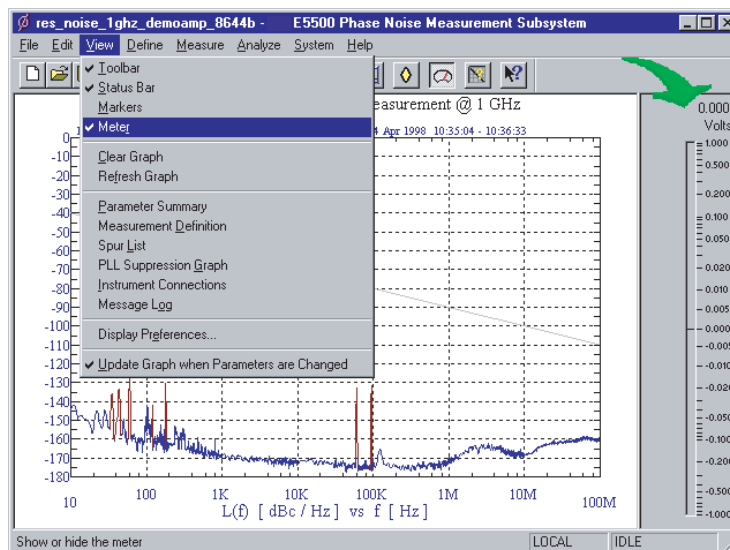 res_noise_1ghz_demoamp_8644b - E5500 Phase Noise Measurement Subsystem
File Edit View Define Measure Analyze System Help
Toolbar
Status Bar
Markers
Meter
Clear Graph
Refresh Graph
Parameter Summary
Measurement Definition
Spur List
PLL Suppression Graph
Instrument Connections
Message Log
Display Preferences...
Update Graph when Parameters are Changed
easurement @ 1 GHz
4 Apr 1998 10:35:04 - 10:36:33
0
-10
-20
-30
-40
-50
-60
-70
-80
-90
-100
-110
-120
-130
-140
-150
-160
-170
-180
10 100 1K 10K 100K 1M 10M 100M
L(f) [ dBc / Hz ] vs f [ Hz ]
0.000
Volts
1.000
0.500
0.200
0.100
0.050
0.020
0.010
0.005
0.000
-0.005
-0.010
-0.020
-0.050
-0.100
-0.200
-0.500
-1.000
Show or hide the meter
LOCAL
IDLE